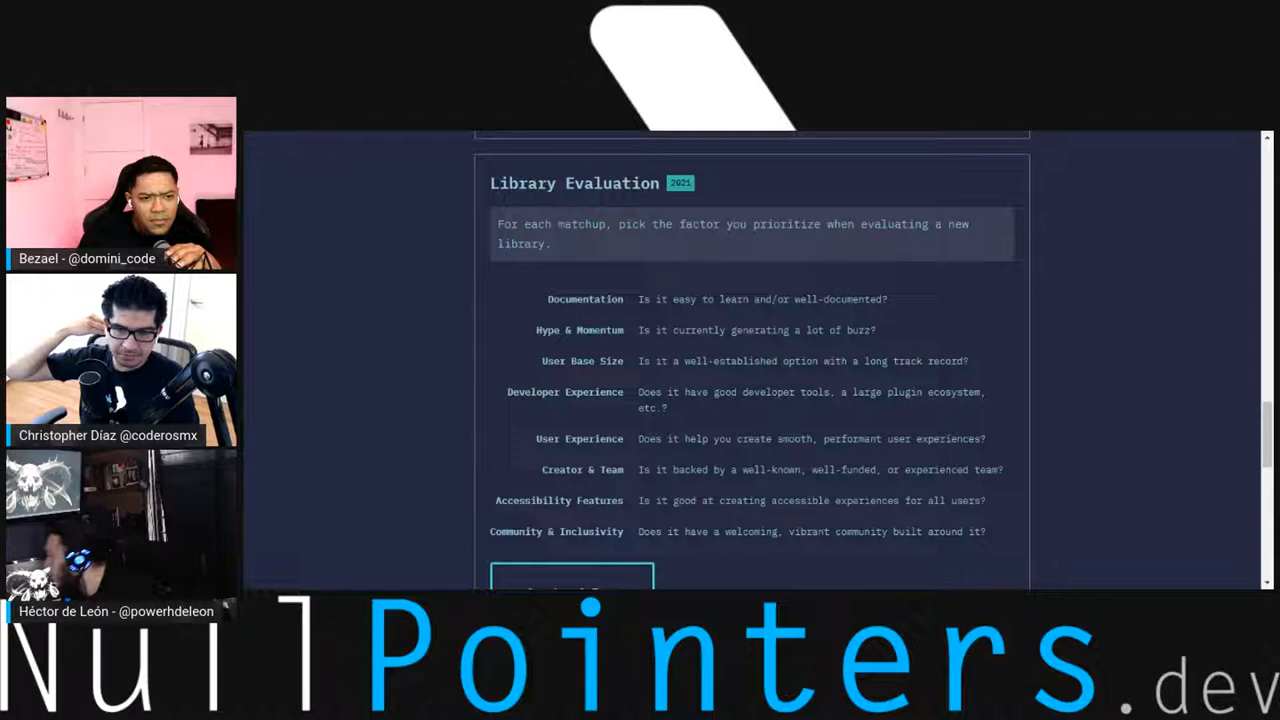 Library Evaluation 2021
For each matchup, pick the factor you prioritize when evaluating a new
library.
Documentation Is it easy to learn and/or well-documented?
Hype & Momentum Is it currently generating a lot of buzz?
User Base Size Is it a well-established option with a long track record?
Developer Experience Does it have good developer tools, a large plugin ecosystem,
etc.?
User Experience Does it help you create smooth, performant user experiences?
Creator & Team Is it backed by a well-known, well-funded, or experienced team?
Accessibility Features Is it good at creating accessible experiences for all users?
Community & Inclusivity Does it have a welcoming, vibrant community built around it?
Bezael - @domini_code
Christopher Díaz @coderosmx
Héctor de León - @powerhdeleon
NullPointers.dev